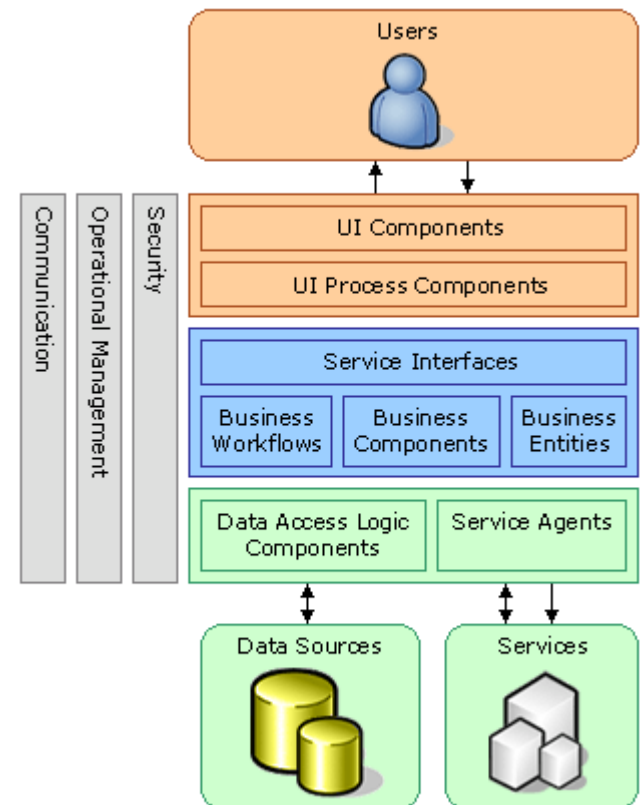 Users
Communication
Operational Management
Security
UI Components
UI Process Components
Service Interfaces
Business
Workflows
Business
Components
Business
Entities
Data Access Logic
Components
Service Agents
Data Sources
Services